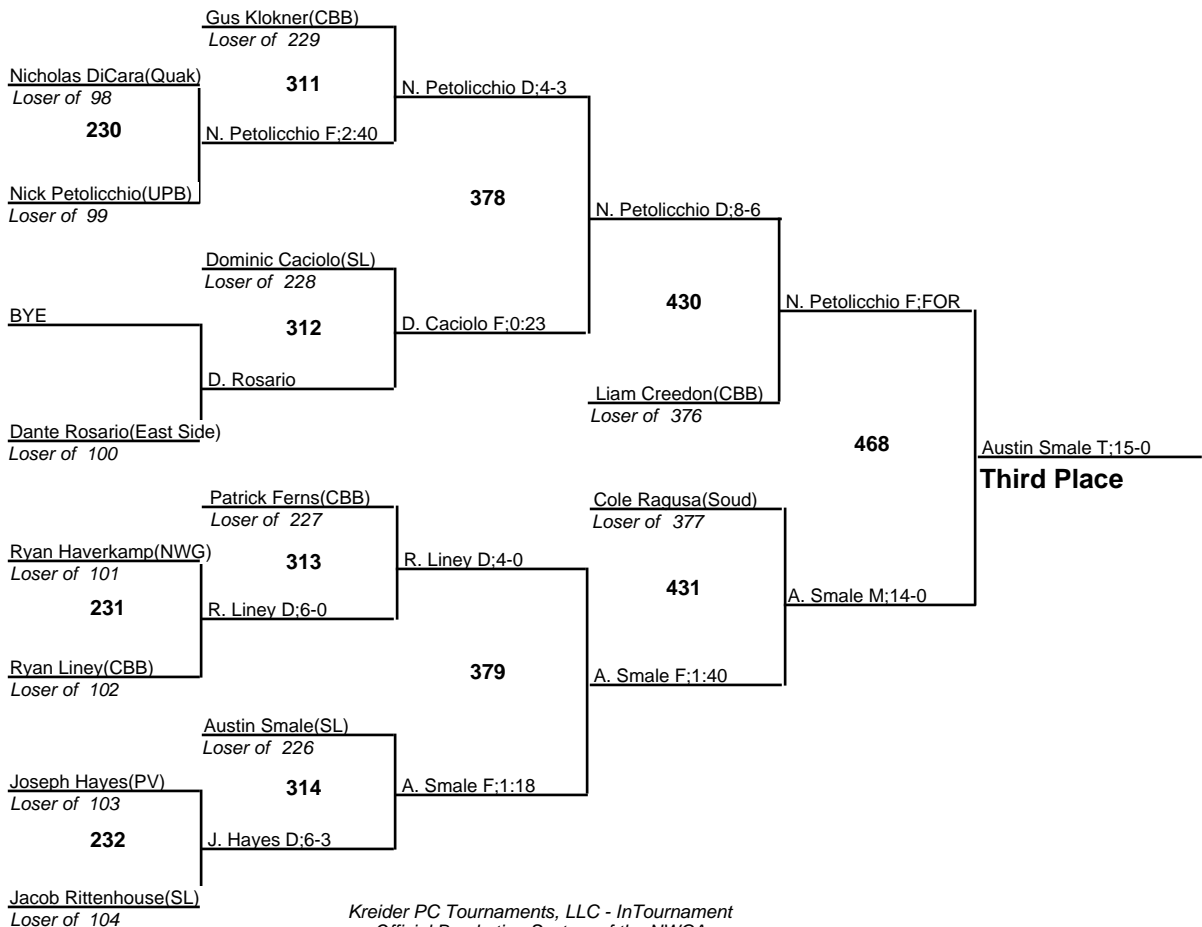 Gus Klokner(CBB)
Loser of 229
Nicholas DiCara(Quak)
Loser of 98
311
N. Petolicchio D;4-3
230
N. Petolicchio F;2:40
Nick Petolicchio(UPB)
Loser of 99
378
N. Petolicchio D;8-6
Dominic Caciolo(SL)
Loser of 228
BYE
312
D. Caciolo F;0:23
430
N. Petolicchio F;FOR
D. Rosario
Liam Creedon(CBB)
Loser of 376
Dante Rosario(East Side)
Loser of 100
468
Austin Smale T;15-0
Third Place
Patrick Ferns(CBB)
Loser of 227
Cole Ragusa(Soud)
Loser of 377
Ryan Haverkamp(NWG)
Loser of 101
313
R. Liney D;4-0
231
R. Liney D;6-0
431
A. Smale M;14-0
Ryan Liney(CBB)
Loser of 102
379
A. Smale F;1:40
Austin Smale(SL)
Loser of 226
Joseph Hayes(PV)
Loser of 103
314
A. Smale F;1:18
232
J. Hayes D;6-3
Jacob Rittenhouse(SL)
Loser of 104
Kreider PC Tournaments, LLC - InTournament